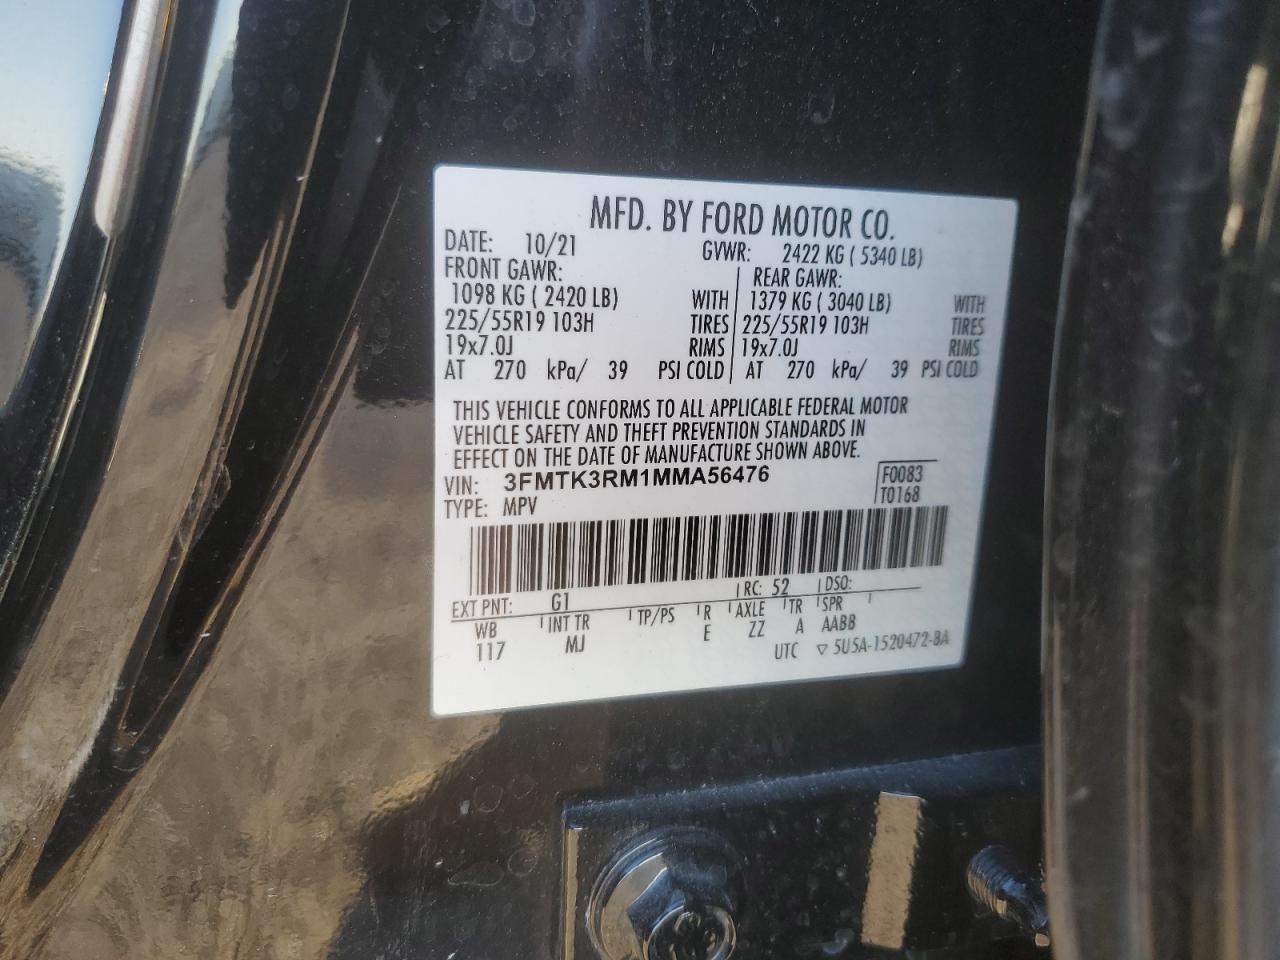 MFD. BY FORD MOTOR CO.
DATE: 10/21 GVWR: 2422 KG ( 5340 LB)
FRONT GAWR: REAR GAWR:
1098 KG ( 2420 LB) WITH 1379 KG ( 3040 LB) WITH
225/55R19 103H TIRES 225/55R19 103H TIRES
19x7.0J RIMS 19x7.0J RIMS
AT 270 kPa/ 39 PSI COLD AT 270 kPa/ 39 PSI COLD
THIS VEHICLE CONFORMS TO ALL APPLICABLE FEDERAL MOTOR
VEHICLE SAFETY AND THEFT PREVENTION STANDARDS IN
EFFECT ON THE DATE OF MANUFACTURE SHOWN ABOVE.
VIN: 3FMTK3RM1MMA56476 F0083
TYPE: MPV T0168
EXT PNT: G1 RC: 52 DSO:
WB INT TR TP/PS R AXLE TR SPR
117 MJ E ZZ A AABB
UTC ▽ 5U5A-1520472-BA